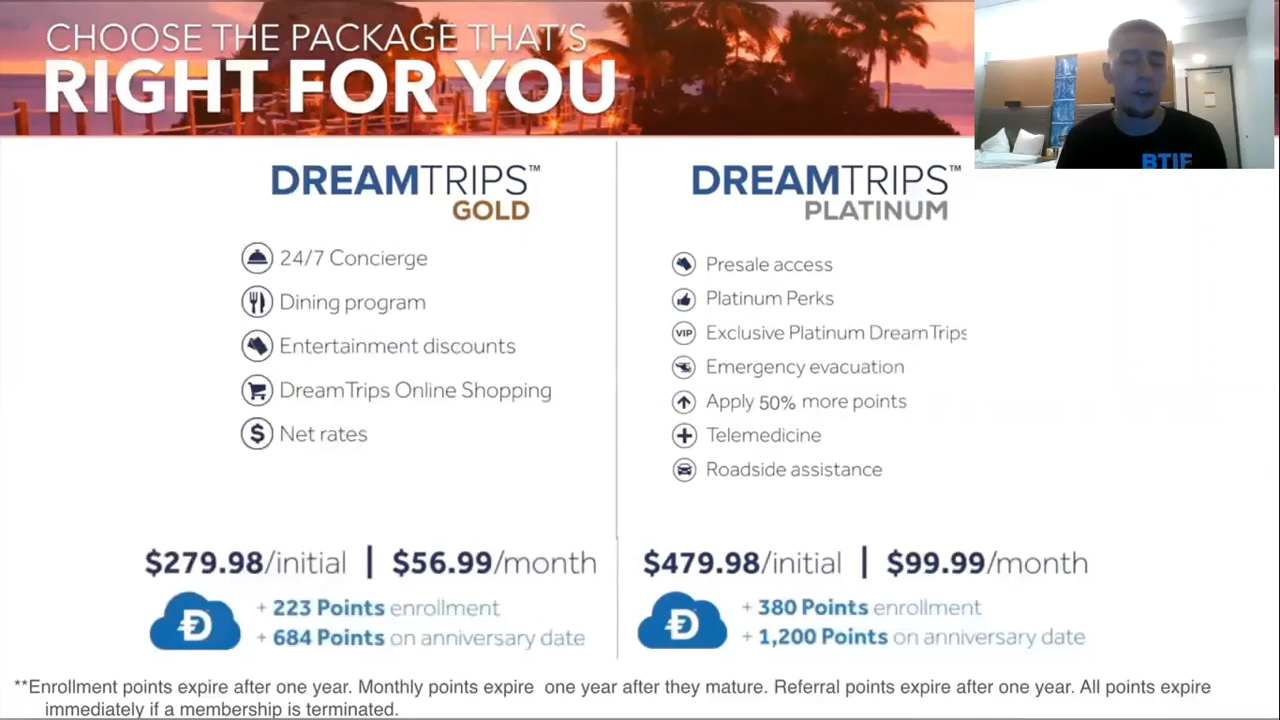 CHOOSE THE PACKAGE THAT'S
RIGHT FOR YOU
DREAMTRIPS™
GOLD
24/7 Concierge
Dining program
Entertainment discounts
DreamTrips Online Shopping
$ Net rates
$279.98/initial | $56.99/month
+ 223 Points enrollment
+ 684 Points on anniversary date
DREAMTRIPS™
PLATINUM
Presale access
Platinum Perks
VIP Exclusive Platinum DreamTrips
Emergency evacuation
Apply 50% more points
Telemedicine
Roadside assistance
$479.98/initial | $99.99/month
+ 380 Points enrollment
+ 1,200 Points on anniversary date
**Enrollment points expire after one year. Monthly points expire one year after they mature. Referral points expire after one year. All points expire
immediately if a membership is terminated.